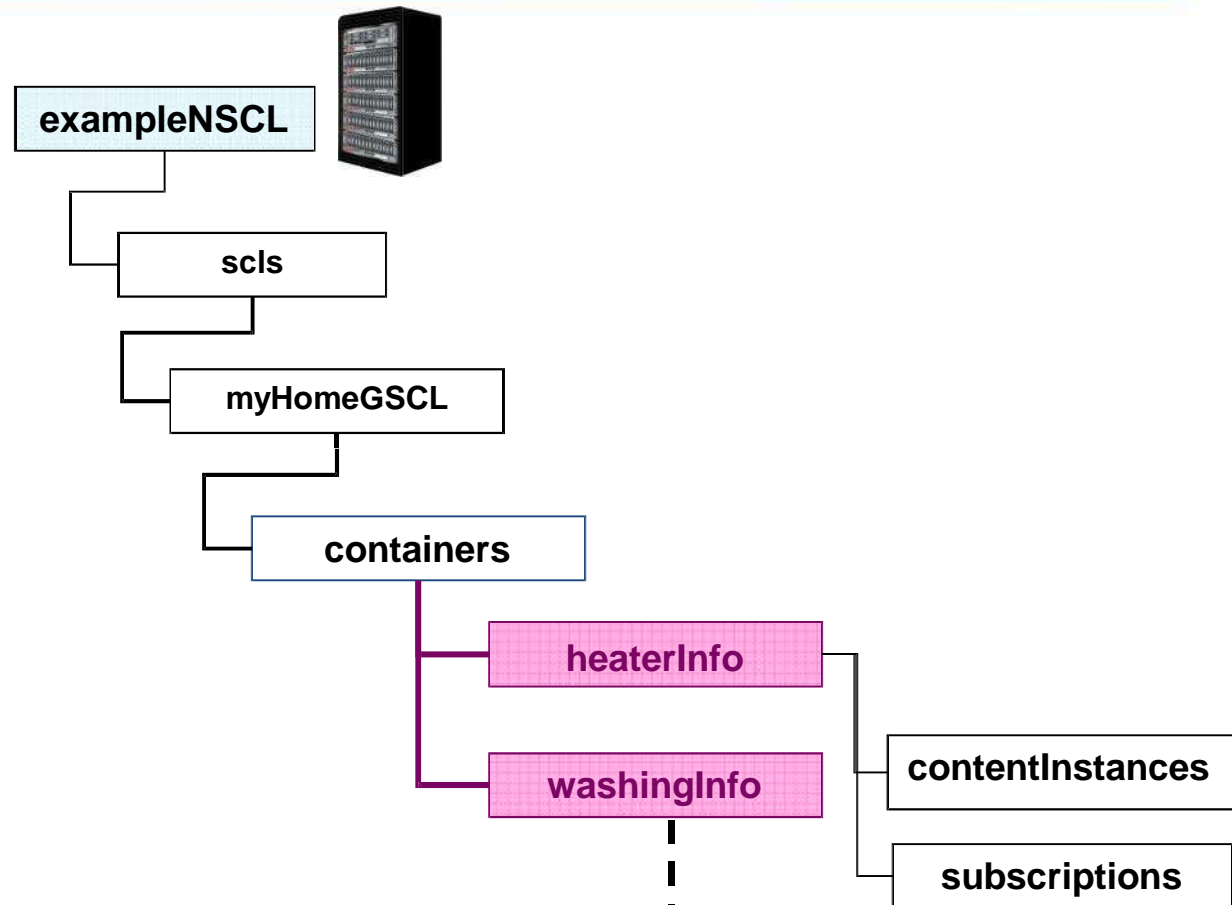 exampleNSCL
scls
myHomeGSCL
containers
heaterInfo
washingInfo
contentInstances
subscriptions